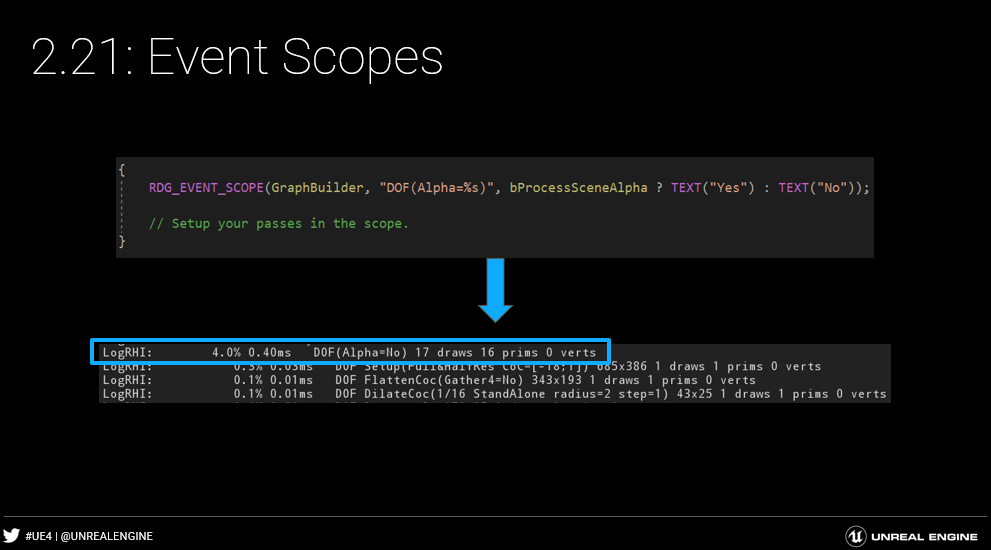 2.21: Event Scopes
{
RDG_EVENT_SCOPE(GraphBuilder, "DOF(Alpha=%s)", bProcessSceneAlpha ? TEXT("Yes") : TEXT("No"));
// Setup your passes in the scope.
}
LogRHI: 4.0% 0.40ms DOF(Alpha=No) 17 draws 16 prims 0 verts
LogRHI: 0.3% 0.03ms DOF Setup(Full&HalfRes CoC=[-18;1]) 685x386 1 draws 1 prims 0 verts
LogRHI: 0.1% 0.01ms DOF FlattenCoc(Gather4=No) 343x193 1 draws 1 prims 0 verts
LogRHI: 0.1% 0.01ms DOF DilateCoc(1/16 StandAlone radius=2 step=1) 43x25 1 draws 1 prims 0 verts
#UE4 | @UNREALENGINE
UNREAL ENGINE